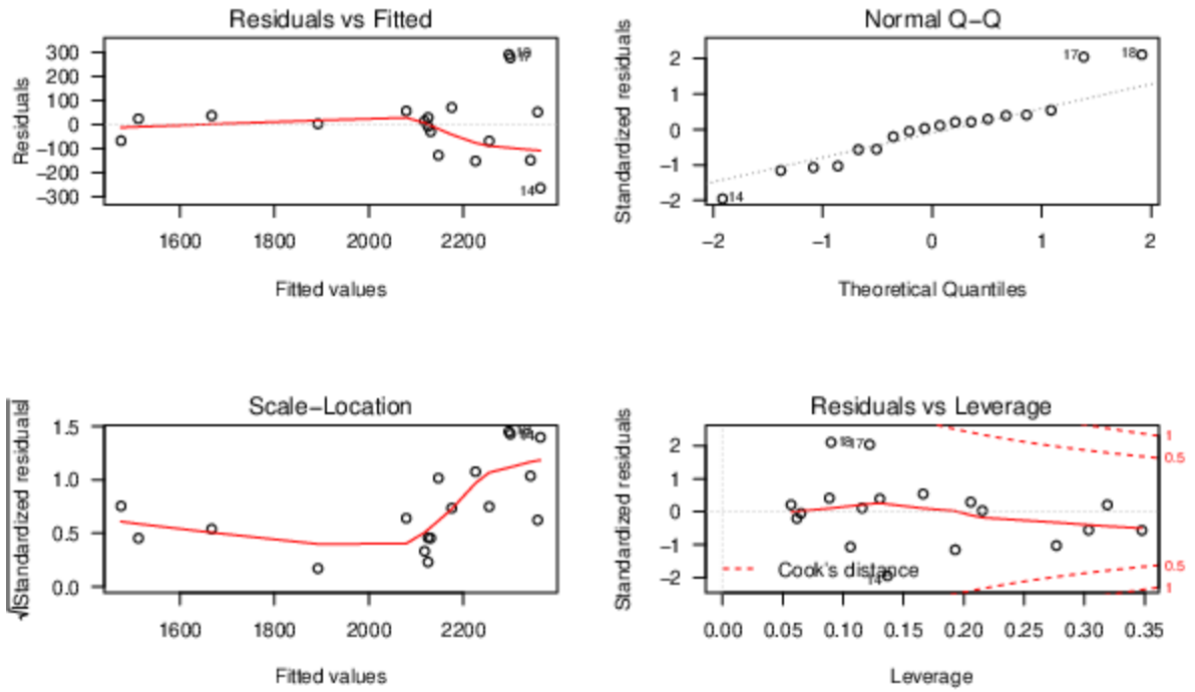 Residuals vs Fitted
Residuals
300
200
100
0
−100
−200
−300
18
17
14
1600 1800 2000 2200
Fitted values
Normal Q−Q
Standardized residuals
2
1
0
−1
−2
17
18
14
−2 −1 0 1 2
Theoretical Quantiles
Scale−Location
√|Standardized residuals|
1.5
1.0
0.5
0.0
1600 1800 2000 2200
Fitted values
Residuals vs Leverage
Standardized residuals
2
1
0
−1
−2
18
17
14
1
0.5
0.5
1
Cook's distance
0.00 0.05 0.10 0.15 0.20 0.25 0.30 0.35
Leverage